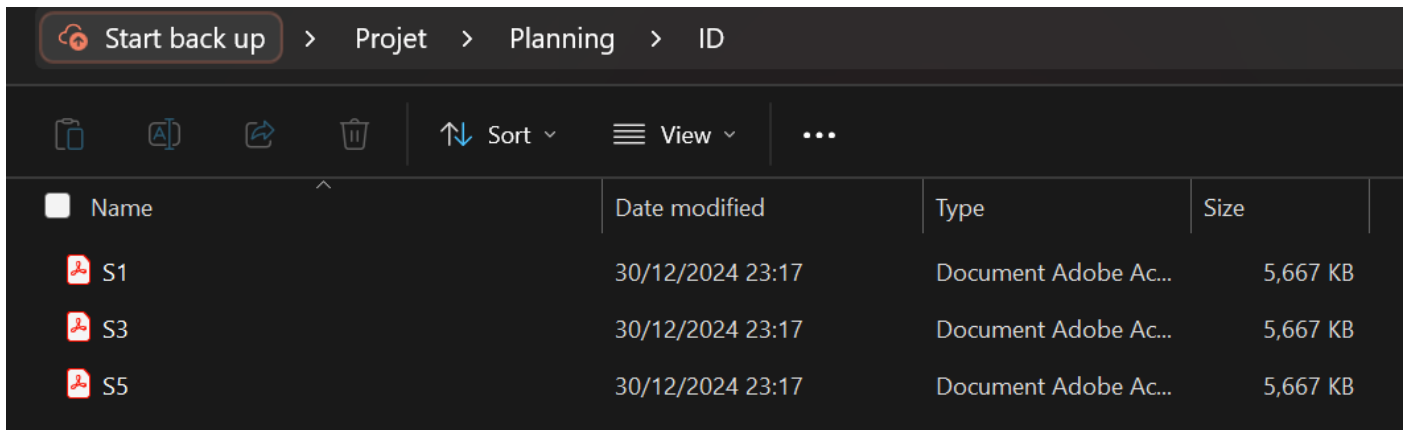 Start back up > Projet > Planning > ID
Sort View ...
Name Date modified Type Size
S1 30/12/2024 23:17 Document Adobe Ac... 5,667 KB
S3 30/12/2024 23:17 Document Adobe Ac... 5,667 KB
S5 30/12/2024 23:17 Document Adobe Ac... 5,667 KB